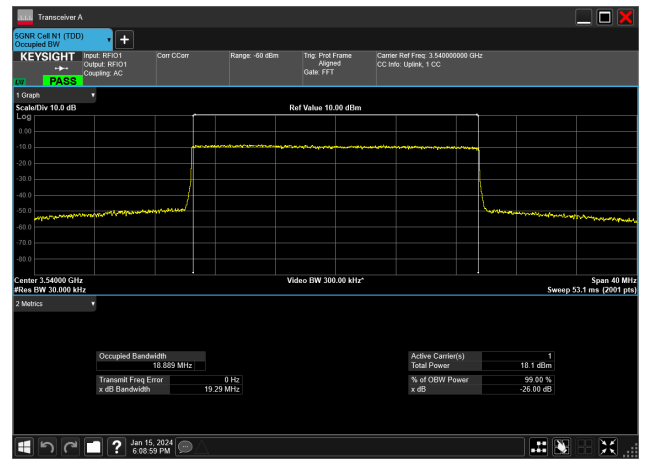 Transceiver A
5GNR Cell N1 (TDD)
Occupied BW
KEYSIGHT
LW PASS
Input: RFIO1
Output: RFIO1
Coupling: AC
Corr CCorr
Range: -60 dBm
Trig: Prot Frame
Aligned
Gate: FFT
Carrier Ref Freq: 3.540000000 GHz
CC Info: Uplink, 1 CC
1 Graph
Scale/Div 10.0 dB
Ref Value 10.00 dBm
Log
0.00
-10.0
-20.0
-30.0
-40.0
-50.0
-60.0
-70.0
-80.0
Center 3.54000 GHz
Video BW 300.00 kHz*
Span 40 MHz
#Res BW 30.000 kHz
Sweep 53.1 ms (2001 pts)
2 Metrics
Occupied Bandwidth
18.889 MHz
Transmit Freq Error 0 Hz
x dB Bandwidth 19.29 MHz
Active Carrier(s) 1
Total Power 18.1 dBm
% of OBW Power 99.00 %
x dB -26.00 dB
?
Jan 15, 2024
6:08:59 PM